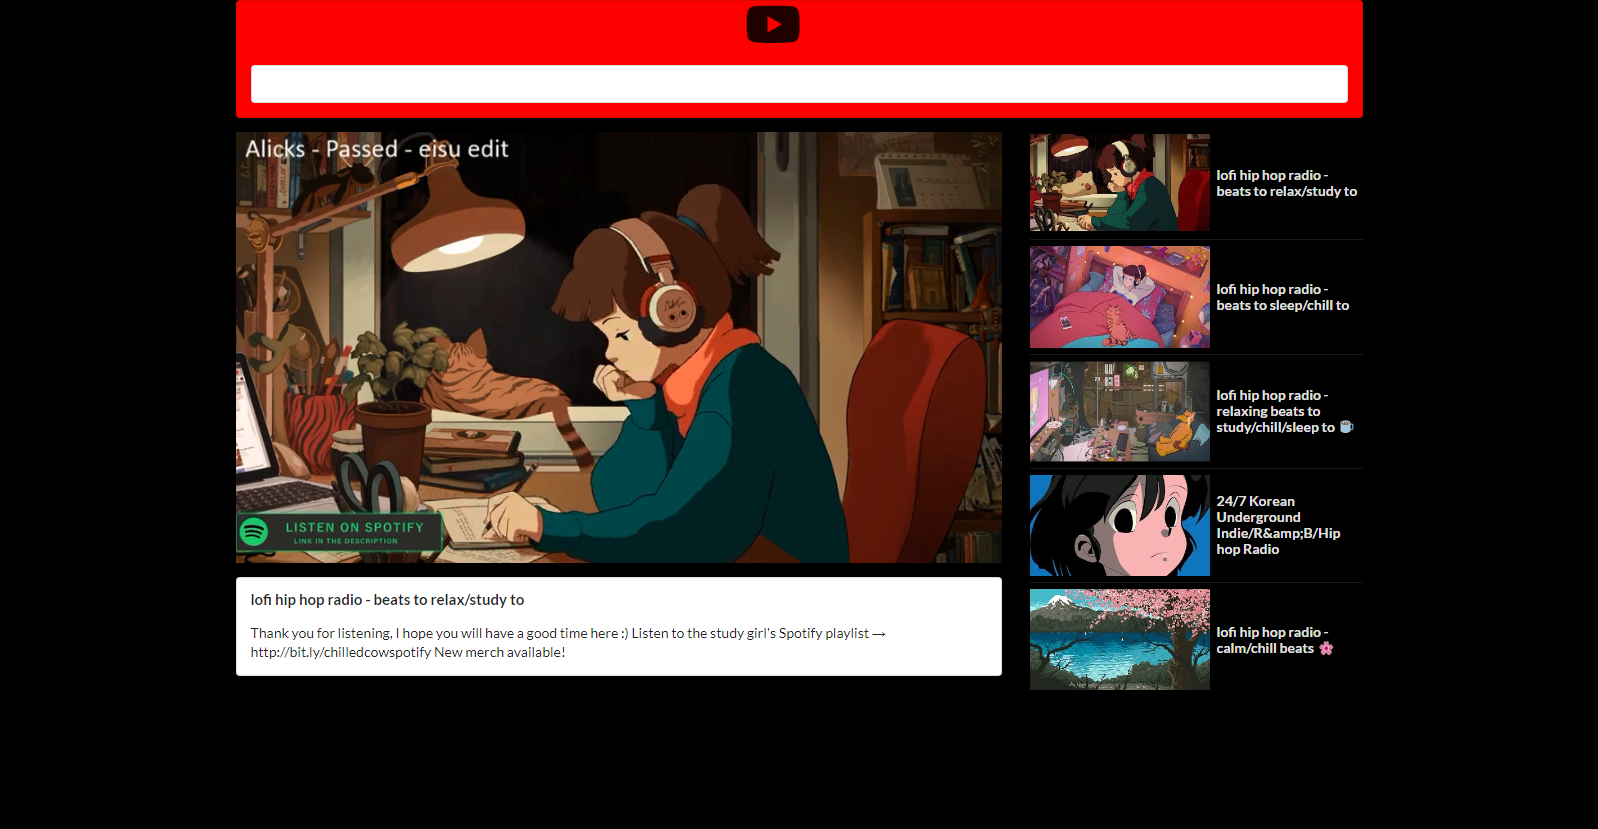 Alicks - Passed - eisu edit
LISTEN ON SPOTIFY
LINK IN THE DESCRIPTION
lofi hip hop radio - beats to relax/study to
Thank you for listening, I hope you will have a good time here :) Listen to the study girl's Spotify playlist →
http://bit.ly/chilledcowspotify New merch available!
lofi hip hop radio -
beats to relax/study to
lofi hip hop radio -
beats to sleep/chill to
lofi hip hop radio -
relaxing beats to
study/chill/sleep to ☕
24/7 Korean
Underground
Indie/R&amp;B/Hip
hop Radio
lofi hip hop radio -
calm/chill beats 🌸